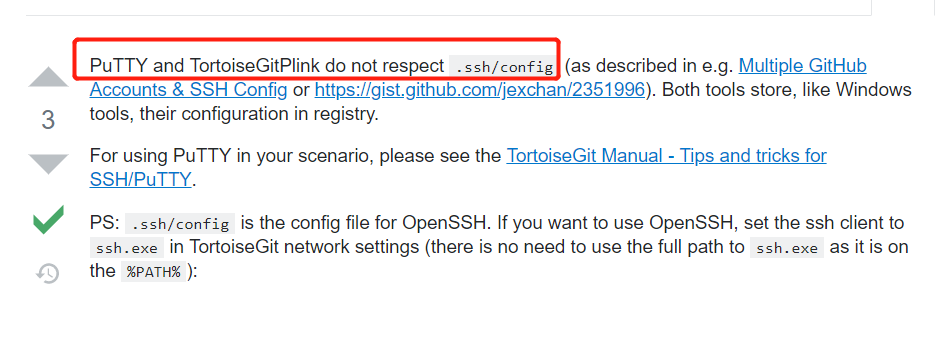 PuTTY and TortoiseGitPlink do not respect .ssh/config (as described in e.g. Multiple GitHub
Accounts & SSH Config or https://gist.github.com/jexchan/2351996). Both tools store, like Windows
tools, their configuration in registry.
3
For using PuTTY in your scenario, please see the TortoiseGit Manual - Tips and tricks for
SSH/PuTTY.
PS: .ssh/config is the config file for OpenSSH. If you want to use OpenSSH, set the ssh client to
ssh.exe in TortoiseGit network settings (there is no need to use the full path to ssh.exe as it is on
the %PATH% ):